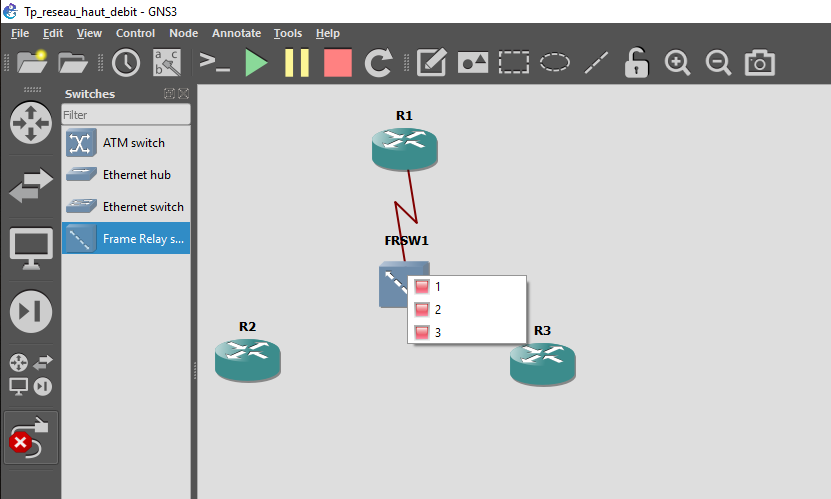 Tp_reseau_haut_debit - GNS3
File Edit View Control Node Annotate Tools Help
a b c
Switches
Filter
ATM switch
Ethernet hub
Ethernet switch
Frame Relay s...
R1
FRSW1
1
2
3
R2
R3